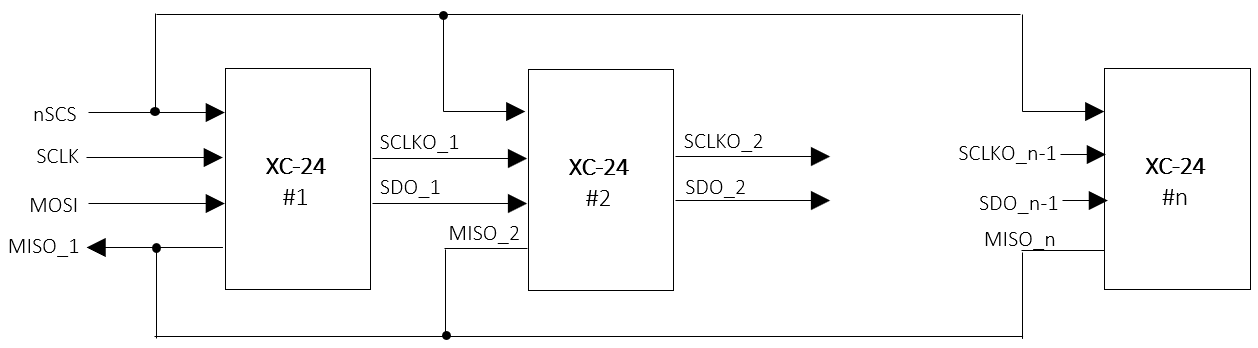 nSCS
SCLK
MOSI
MISO_1
XC-24
#1
SCLKO_1
SDO_1
MISO_2
XC-24
#2
SCLKO_2
SDO_2
SCLKO_n-1
SDO_n-1
MISO_n
XC-24
#n